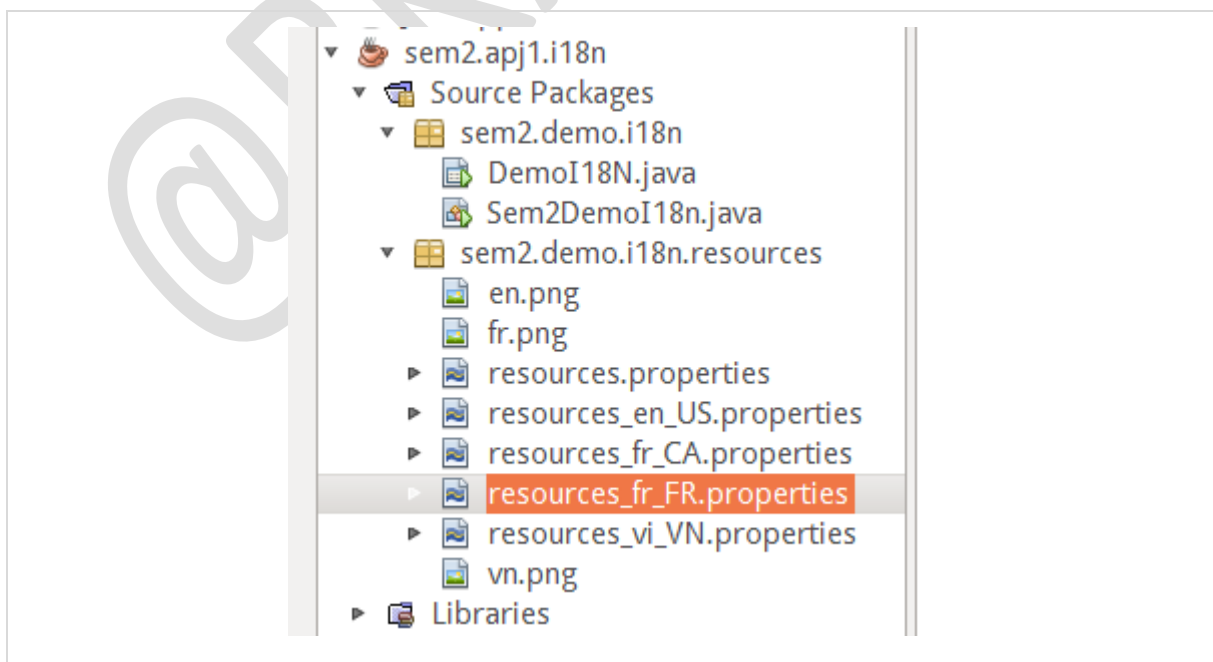 sem2.apj1.i18n
Source Packages
sem2.demo.i18n
DemoI18N.java
Sem2DemoI18n.java
sem2.demo.i18n.resources
en.png
fr.png
resources.properties
resources_en_US.properties
resources_fr_CA.properties
resources_fr_FR.properties
resources_vi_VN.properties
vn.png
Libraries